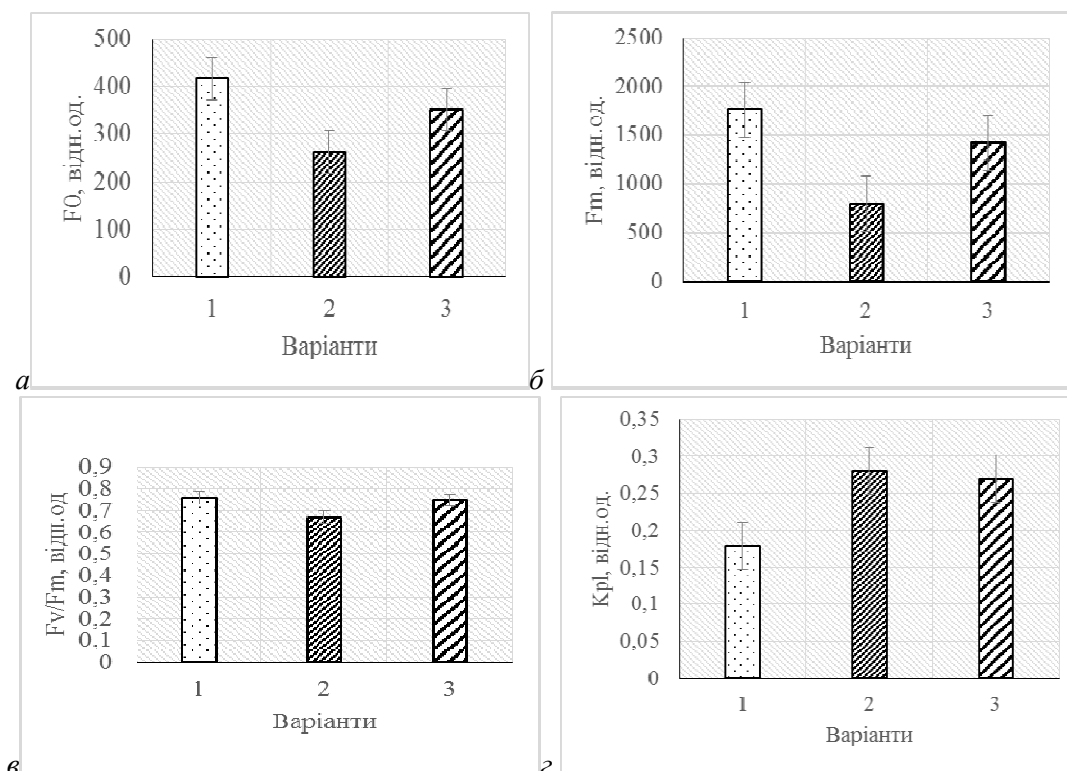 F0, відн.од.
500
400
300
200
100
0
1 2 3
Варіанти
а
Fm, відн.од.
2500
2000
1500
1000
500
0
1 2 3
Варіанти
б
Fv/Fm, відн.од
0,9
0,8
0,7
0,6
0,5
0,4
0,3
0,2
0,1
0
1 2 3
Варіанти
в
Kpl, відн.од.
0,35
0,3
0,25
0,2
0,15
0,1
0,05
0
1 2 3
Варіанти
г